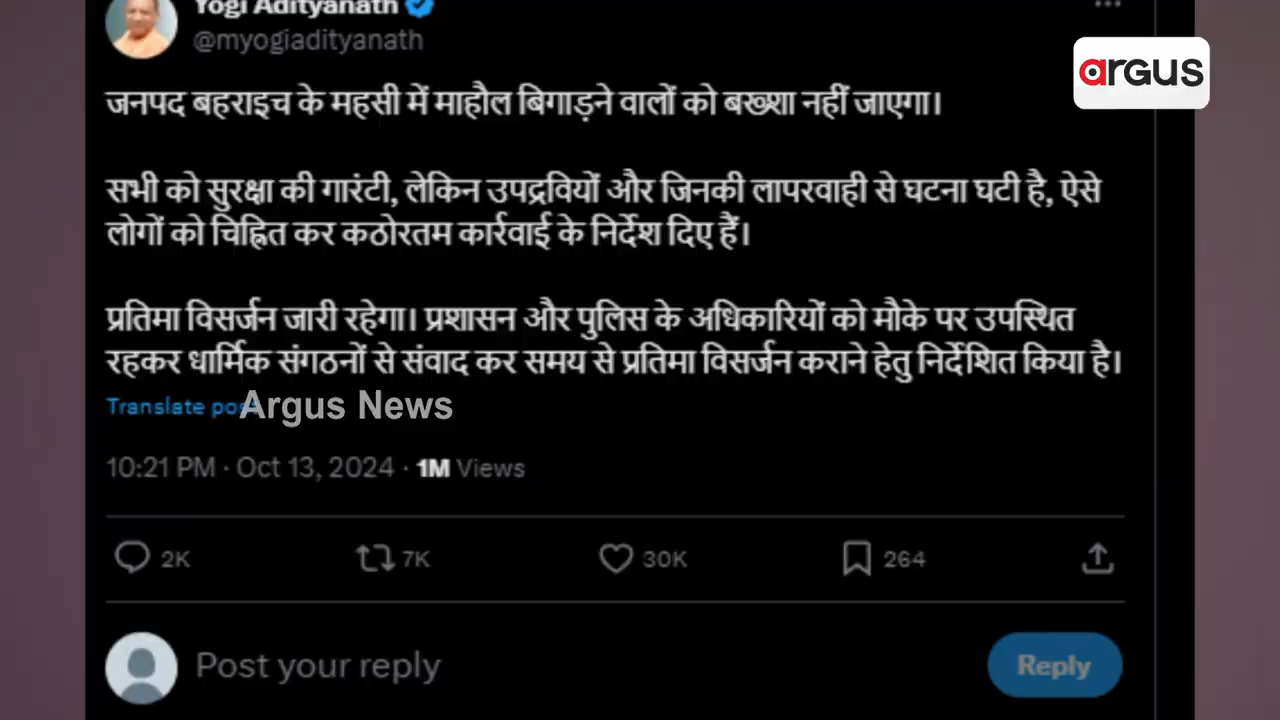 Yogi Adityanath
@myogiadityanath
argus
जनपद बहराइच के महसी में माहौल बिगाड़ने वालों को बख्शा नहीं जाएगा।
सभी को सुरक्षा की गारंटी, लेकिन उपद्रवियों और जिनकी लापरवाही से घटना घटी है, ऐसे
लोगों को चिह्नित कर कठोरतम कार्रवाई के निर्देश दिए हैं।
प्रतिमा विसर्जन जारी रहेगा। प्रशासन और पुलिस के अधिकारियों को मौके पर उपस्थित
रहकर धार्मिक संगठनों से संवाद कर समय से प्रतिमा विसर्जन कराने हेतु निर्देशित किया है।
Translate post
Argus News
10:21 PM · Oct 13, 2024 · 1M Views
2K 7K 30K 264
Post your reply
Reply